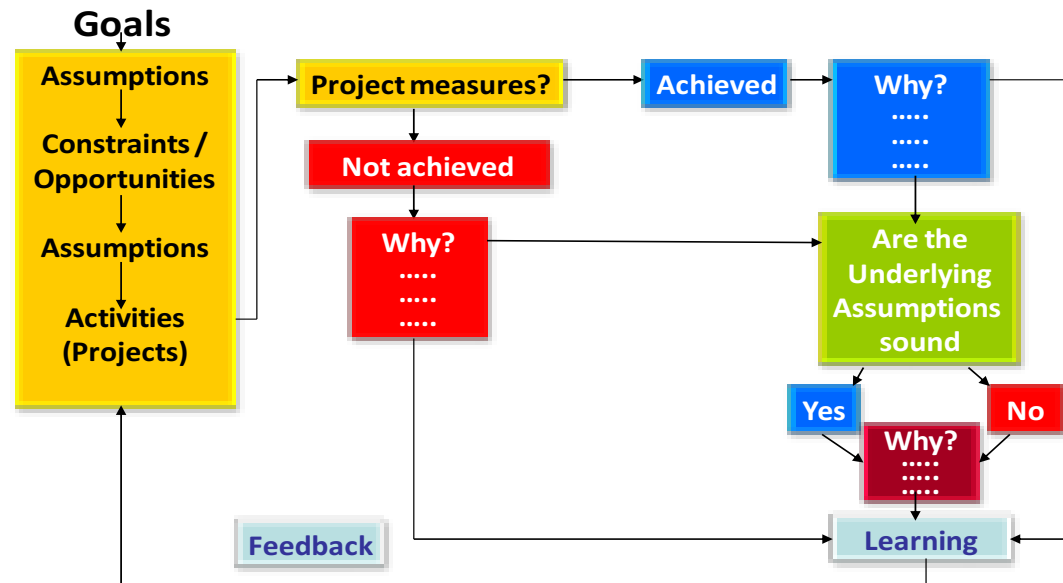 Goals
Assumptions
Constraints /
Opportunities
Assumptions
Activities
(Projects)
Project measures?
Achieved
Why?
.....
.....
.....
Not achieved
Why?
.....
.....
.....
Are the
Underlying
Assumptions
sound
Yes
No
Why?
.....
.....
.....
Feedback
Learning